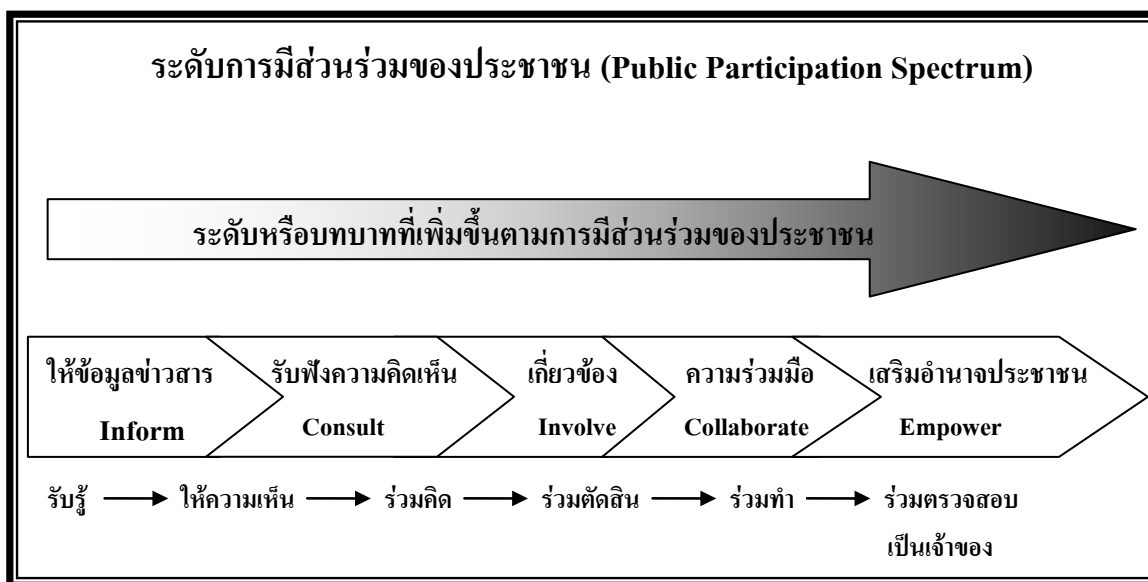 ระดับการมีส่วนร่วมของประชาชน (Public Participation Spectrum)
ระดับหรือบทบาทที่เพิ่มขึ้นตามการมีส่วนร่วมของประชาชน
ให้ข้อมูลข่าวสาร
Inform
รับฟังความคิดเห็น
Consult
เกี่ยวข้อง
Involve
ความร่วมมือ
Collaborate
เสริมอำนาจประชาชน
Empower
รับรู้ → ให้ความเห็น → ร่วมคิด → ร่วมตัดสิน → ร่วมทำ → ร่วมตรวจสอบ
เป็นเจ้าของ